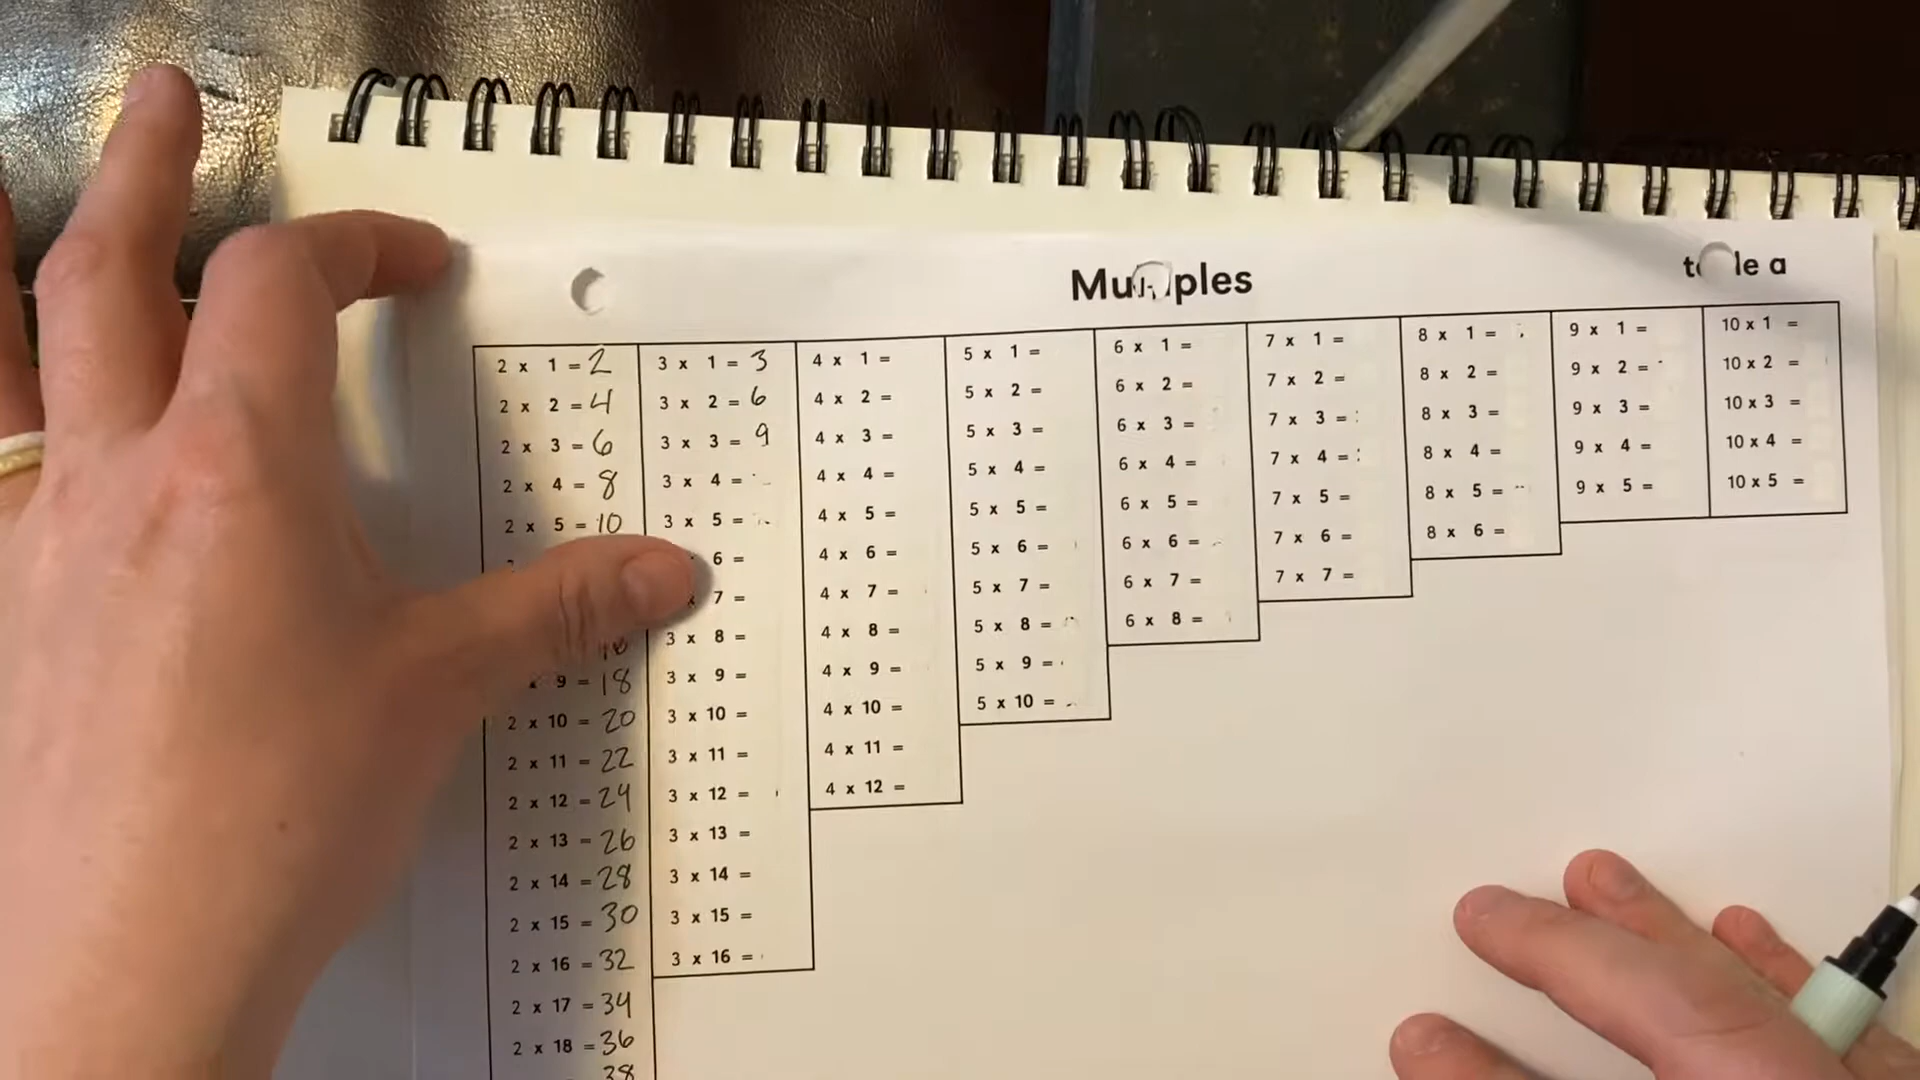 Multiples
table a
2 x 1 = 2
2 x 2 = 4
2 x 3 = 6
2 x 4 = 8
2 x 5 = 10
9 = 18
2 x 10 = 20
2 x 11 = 22
2 x 12 = 24
2 x 13 = 26
2 x 14 = 28
2 x 15 = 30
2 x 16 = 32
2 x 17 = 34
2 x 18 = 36
38
3 x 1 = 3
3 x 2 = 6
3 x 3 = 9
3 x 4 =
3 x 5 =
6 =
7 =
3 x 8 =
3 x 9 =
3 x 10 =
3 x 11 =
3 x 12 =
3 x 13 =
3 x 14 =
3 x 15 =
3 x 16 =
4 x 1 =
4 x 2 =
4 x 3 =
4 x 4 =
4 x 5 =
4 x 6 =
4 x 7 =
4 x 8 =
4 x 9 =
4 x 10 =
4 x 11 =
4 x 12 =
5 x 1 =
5 x 2 =
5 x 3 =
5 x 4 =
5 x 5 =
5 x 6 =
5 x 7 =
5 x 8 =
5 x 9 =
5 x 10 =
6 x 1 =
6 x 2 =
6 x 3 =
6 x 4 =
6 x 5 =
6 x 6 =
6 x 7 =
6 x 8 =
7 x 1 =
7 x 2 =
7 x 3 =
7 x 4 =
7 x 5 =
7 x 6 =
7 x 7 =
8 x 1 =
8 x 2 =
8 x 3 =
8 x 4 =
8 x 5 =
8 x 6 =
9 x 1 =
9 x 2 =
9 x 3 =
9 x 4 =
9 x 5 =
10 x 1 =
10 x 2 =
10 x 3 =
10 x 4 =
10 x 5 =